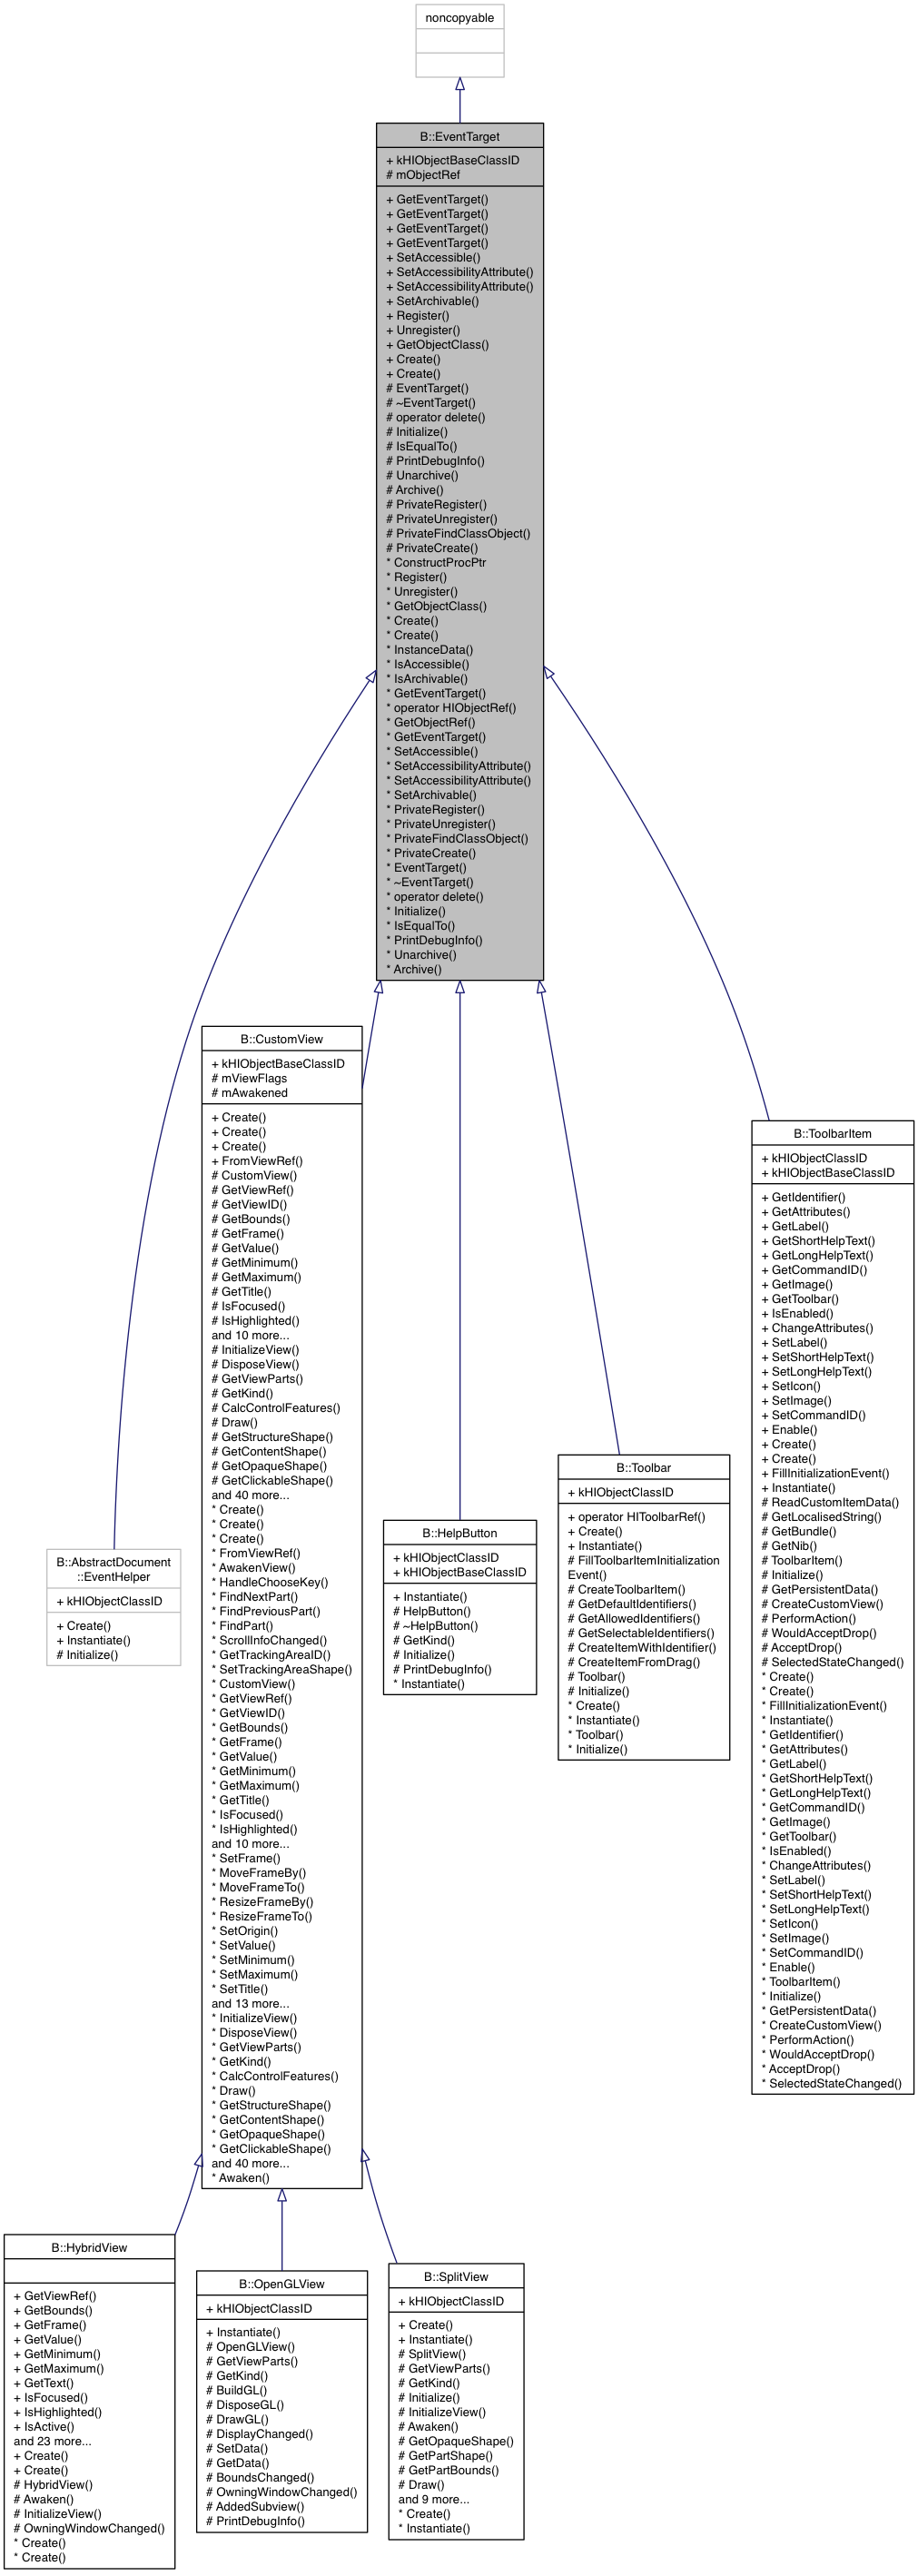 noncopyable
B::EventTarget
+ kHIObjectBaseClassID
# mObjectRef
+ GetEventTarget()
+ GetEventTarget()
+ GetEventTarget()
+ GetEventTarget()
+ SetAccessible()
+ SetAccessibilityAttribute()
+ SetAccessibilityAttribute()
+ SetArchivable()
+ Register()
+ Unregister()
+ GetObjectClass()
+ Create()
+ Create()
# EventTarget()
# ~EventTarget()
# operator delete()
# Initialize()
# IsEqualTo()
# PrintDebugInfo()
# Unarchive()
# Archive()
# PrivateRegister()
# PrivateUnregister()
# PrivateFindClassObject()
# PrivateCreate()
* ConstructProcPtr
* Register()
* Unregister()
* GetObjectClass()
* Create()
* Create()
* InstanceData()
* IsAccessible()
* IsArchivable()
* GetEventTarget()
* operator HIObjectRef()
* GetObjectRef()
* GetEventTarget()
* SetAccessible()
* SetAccessibilityAttribute()
* SetAccessibilityAttribute()
* SetArchivable()
* PrivateRegister()
* PrivateUnregister()
* PrivateFindClassObject()
* PrivateCreate()
* EventTarget()
* ~EventTarget()
* operator delete()
* Initialize()
* IsEqualTo()
* PrintDebugInfo()
* Unarchive()
* Archive()
B::AbstractDocument
::EventHelper
+ kHIObjectClassID
+ Create()
+ Instantiate()
# Initialize()
B::CustomView
+ kHIObjectBaseClassID
# mViewFlags
# mAwakened
+ Create()
+ Create()
+ Create()
+ FromViewRef()
# CustomView()
# GetViewRef()
# GetViewID()
# GetBounds()
# GetFrame()
# GetValue()
# GetMinimum()
# GetMaximum()
# GetTitle()
# IsFocused()
# IsHighlighted()
and 10 more...
# InitializeView()
# DisposeView()
# GetViewParts()
# GetKind()
# CalcControlFeatures()
# Draw()
# GetStructureShape()
# GetContentShape()
# GetOpaqueShape()
# GetClickableShape()
and 40 more...
* Create()
* Create()
* Create()
* FromViewRef()
* AwakenView()
* HandleChooseKey()
* FindNextPart()
* FindPreviousPart()
* FindPart()
* ScrollInfoChanged()
* GetTrackingAreaID()
* SetTrackingAreaShape()
* CustomView()
* GetViewRef()
* GetViewID()
* GetBounds()
* GetFrame()
* GetValue()
* GetMinimum()
* GetMaximum()
* GetTitle()
* IsFocused()
* IsHighlighted()
and 10 more...
* SetFrame()
* MoveFrameBy()
* MoveFrameTo()
* ResizeFrameBy()
* ResizeFrameTo()
* SetOrigin()
* SetValue()
* SetMinimum()
* SetMaximum()
* SetTitle()
and 13 more...
* InitializeView()
* DisposeView()
* GetViewParts()
* GetKind()
* CalcControlFeatures()
* Draw()
* GetStructureShape()
* GetContentShape()
* GetOpaqueShape()
* GetClickableShape()
and 40 more...
* Awaken()
B::HelpButton
+ kHIObjectClassID
+ kHIObjectBaseClassID
+ Instantiate()
# HelpButton()
# ~HelpButton()
# GetKind()
# Initialize()
# PrintDebugInfo()
* Instantiate()
B::Toolbar
+ kHIObjectClassID
+ operator HIToolbarRef()
+ Create()
+ Instantiate()
# FillToolbarItemInitialization
Event()
# CreateToolbarItem()
# GetDefaultIdentifiers()
# GetAllowedIdentifiers()
# GetSelectableIdentifiers()
# CreateItemWithIdentifier()
# CreateItemFromDrag()
# Toolbar()
# Initialize()
* Create()
* Instantiate()
* Toolbar()
* Initialize()
B::ToolbarItem
+ kHIObjectClassID
+ kHIObjectBaseClassID
+ GetIdentifier()
+ GetAttributes()
+ GetLabel()
+ GetShortHelpText()
+ GetLongHelpText()
+ GetCommandID()
+ GetImage()
+ GetToolbar()
+ IsEnabled()
+ ChangeAttributes()
+ SetLabel()
+ SetShortHelpText()
+ SetLongHelpText()
+ SetIcon()
+ SetImage()
+ SetCommandID()
+ Enable()
+ Create()
+ Create()
+ FillInitializationEvent()
+ Instantiate()
# ReadCustomItemData()
# GetLocalisedString()
# GetBundle()
# GetNib()
# ToolbarItem()
# Initialize()
# GetPersistentData()
# CreateCustomView()
# PerformAction()
# WouldAcceptDrop()
# AcceptDrop()
# SelectedStateChanged()
* Create()
* Create()
* FillInitializationEvent()
* Instantiate()
* GetIdentifier()
* GetAttributes()
* GetLabel()
* GetShortHelpText()
* GetLongHelpText()
* GetCommandID()
* GetImage()
* GetToolbar()
* IsEnabled()
* ChangeAttributes()
* SetLabel()
* SetShortHelpText()
* SetLongHelpText()
* SetIcon()
* SetImage()
* SetCommandID()
* Enable()
* ToolbarItem()
* Initialize()
* GetPersistentData()
* CreateCustomView()
* PerformAction()
* WouldAcceptDrop()
* AcceptDrop()
* SelectedStateChanged()
B::HybridView
+ GetViewRef()
+ GetBounds()
+ GetFrame()
+ GetValue()
+ GetMinimum()
+ GetMaximum()
+ GetText()
+ IsFocused()
+ IsHighlighted()
+ IsActive()
and 23 more...
+ Create()
+ Create()
# HybridView()
# Awaken()
# InitializeView()
# OwningWindowChanged()
* Create()
* Create()
B::OpenGLView
+ kHIObjectClassID
+ Instantiate()
# OpenGLView()
# GetViewParts()
# GetKind()
# BuildGL()
# DisposeGL()
# DrawGL()
# DisplayChanged()
# SetData()
# GetData()
# BoundsChanged()
# OwningWindowChanged()
# AddedSubview()
# PrintDebugInfo()
B::SplitView
+ kHIObjectClassID
+ Create()
+ Instantiate()
# SplitView()
# GetViewParts()
# GetKind()
# Initialize()
# InitializeView()
# Awaken()
# GetOpaqueShape()
# GetPartShape()
# GetPartBounds()
# Draw()
and 9 more...
* Create()
* Instantiate()